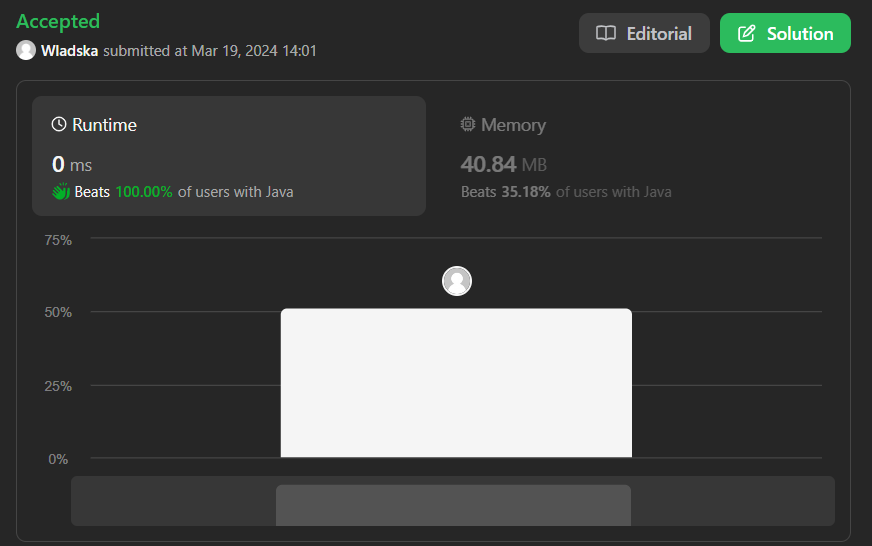 Accepted
Wladska submitted at Mar 19, 2024 14:01
Editorial
Solution
Runtime
0 ms
Beats 100.00% of users with Java
Memory
40.84 MB
Beats 35.18% of users with Java
75%
50%
25%
0%